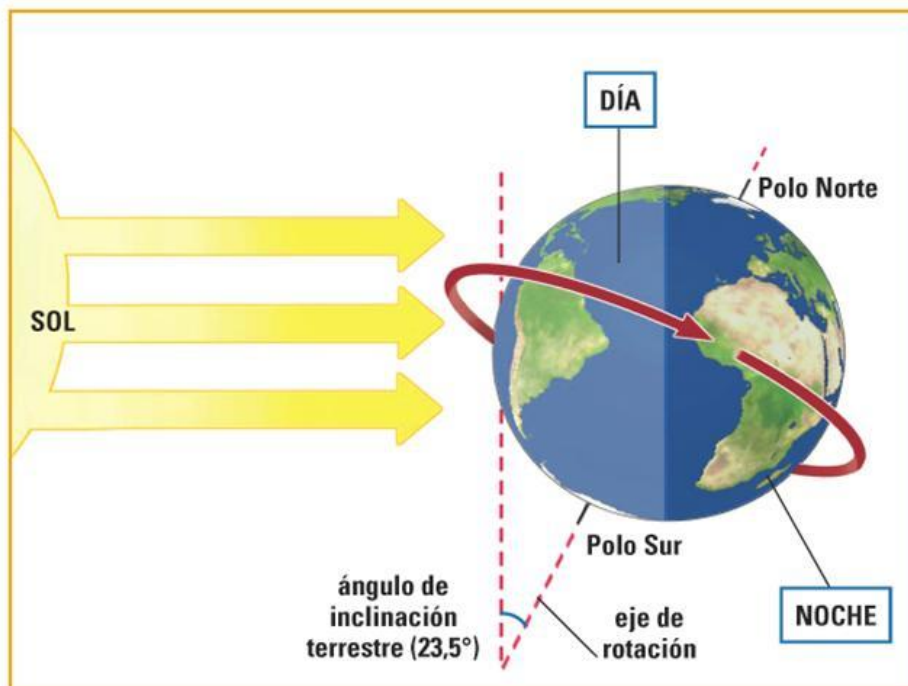 DÍA
Polo Norte
SOL
Polo Sur
ángulo de
inclinación
terrestre (23,5°)
eje de
rotación
NOCHE